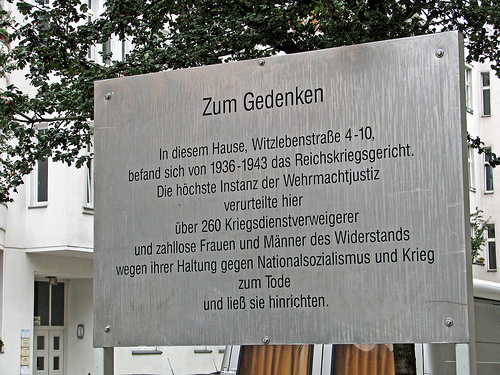 Zum Gedenken
In diesem Hause, Witzlebenstraße 4-10,
befand sich von 1936-1943 das Reichskriegsgericht.
Die höchste Instanz der Wehrmachtjustiz
verurteilte hier
über 260 Kriegsdienstverweigerer
und zahllose Frauen und Männer des Widerstands
wegen ihrer Haltung gegen Nationalsozialismus und Krieg
zum Tode
und ließ sie hinrichten.